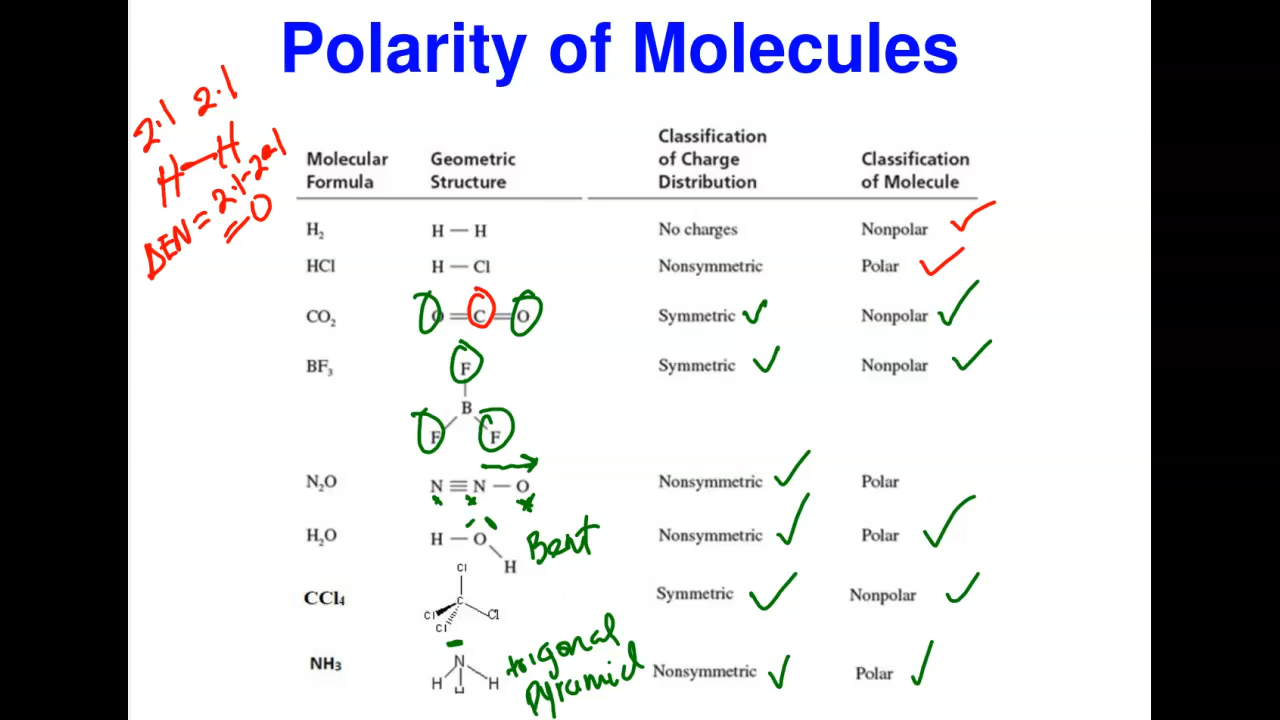 Polarity of Molecules
2.1 2.1
H—H
ΔEN = 2.1-2.1
= 0
Molecular Formula
Geometric Structure
Classification of Charge Distribution
Classification of Molecule
H₂ H — H No charges Nonpolar ✓
HCl H — Cl Nonsymmetric Polar ✓
CO₂ O=C=O Symmetric ✓ Nonpolar ✓
BF₃ F Symmetric ✓ Nonpolar ✓
B
F F
N₂O N≡N—O Nonsymmetric ✓ Polar
H₂O H—O Bent Nonsymmetric ✓ Polar ✓
H
Cl
CCl₄ C Symmetric ✓ Nonpolar ✓
Cl Cl
Cl
NH₃ N trigonal Nonsymmetric ✓ Polar ✓
H H H pyramid